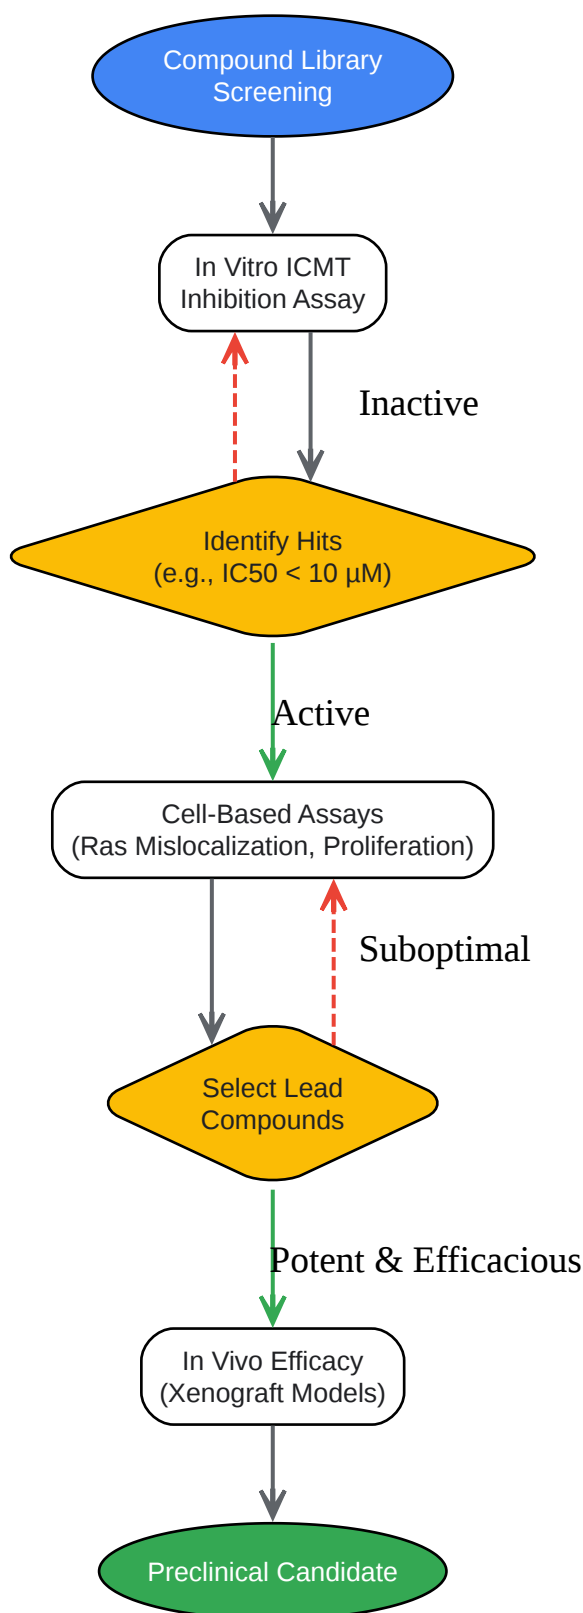 Compound Library
Screening
In Vitro ICMT
Inhibition Assay
Inactive
Identify Hits
(e.g., IC50 < 10 µM)
Active
Cell-Based Assays
(Ras Mislocalization, Proliferation)
Suboptimal
Select Lead
Compounds
Potent & Efficacious
In Vivo Efficacy
(Xenograft Models)
Preclinical Candidate